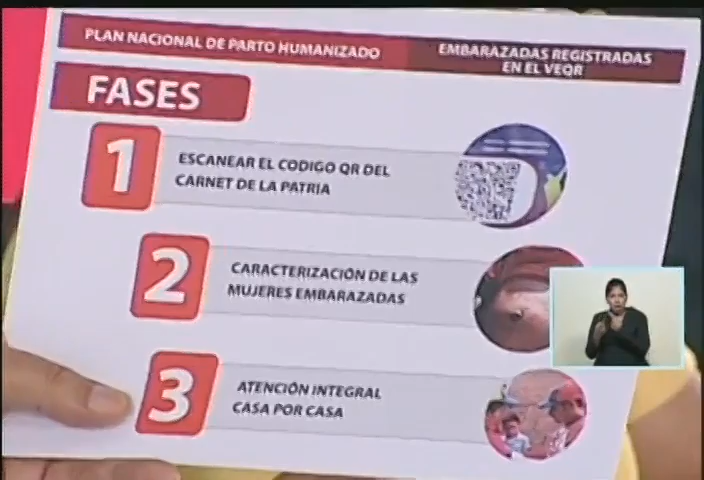 PLAN NACIONAL DE PARTO HUMANIZADO
EMBARAZADAS REGISTRADAS
EN EL VEQR
FASES
1
ESCANEAR EL CODIGO QR DEL
CARNET DE LA PATRIA
2
CARACTERIZACIÓN DE LAS
MUJERES EMBARAZADAS
3
ATENCIÓN INTEGRAL
CASA POR CASA